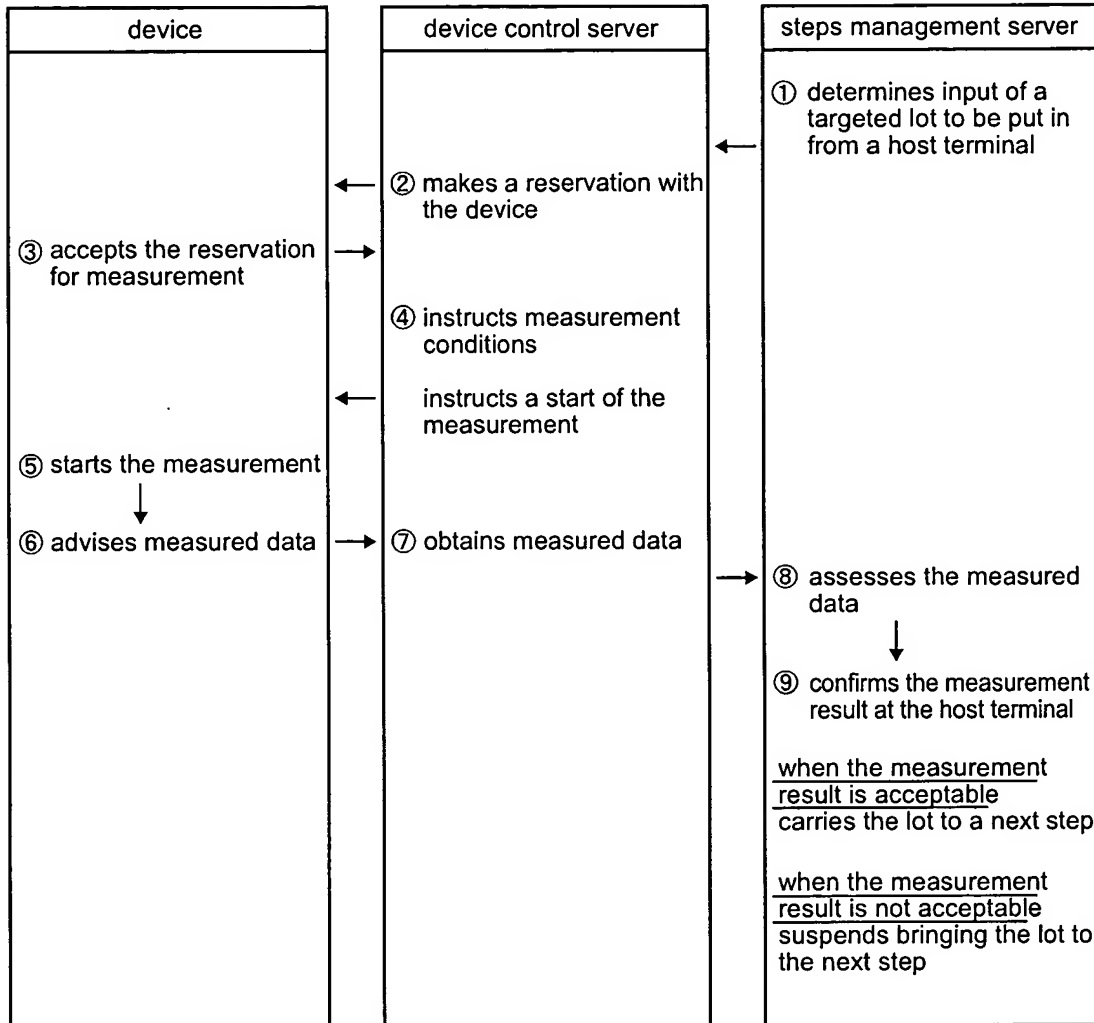 device
device control server
steps management server
① determines input of a
targeted lot to be put in
from a host terminal
② makes a reservation with
the device
③ accepts the reservation
for measurement
④ instructs measurement
conditions
instructs a start of the
measurement
⑤ starts the measurement
⑥ advises measured data
⑦ obtains measured data
⑧ assesses the measured
data
⑨ confirms the measurement
result at the host terminal
when the measurement
result is acceptable
carries the lot to a next step
when the measurement
result is not acceptable
suspends bringing the lot to
the next step